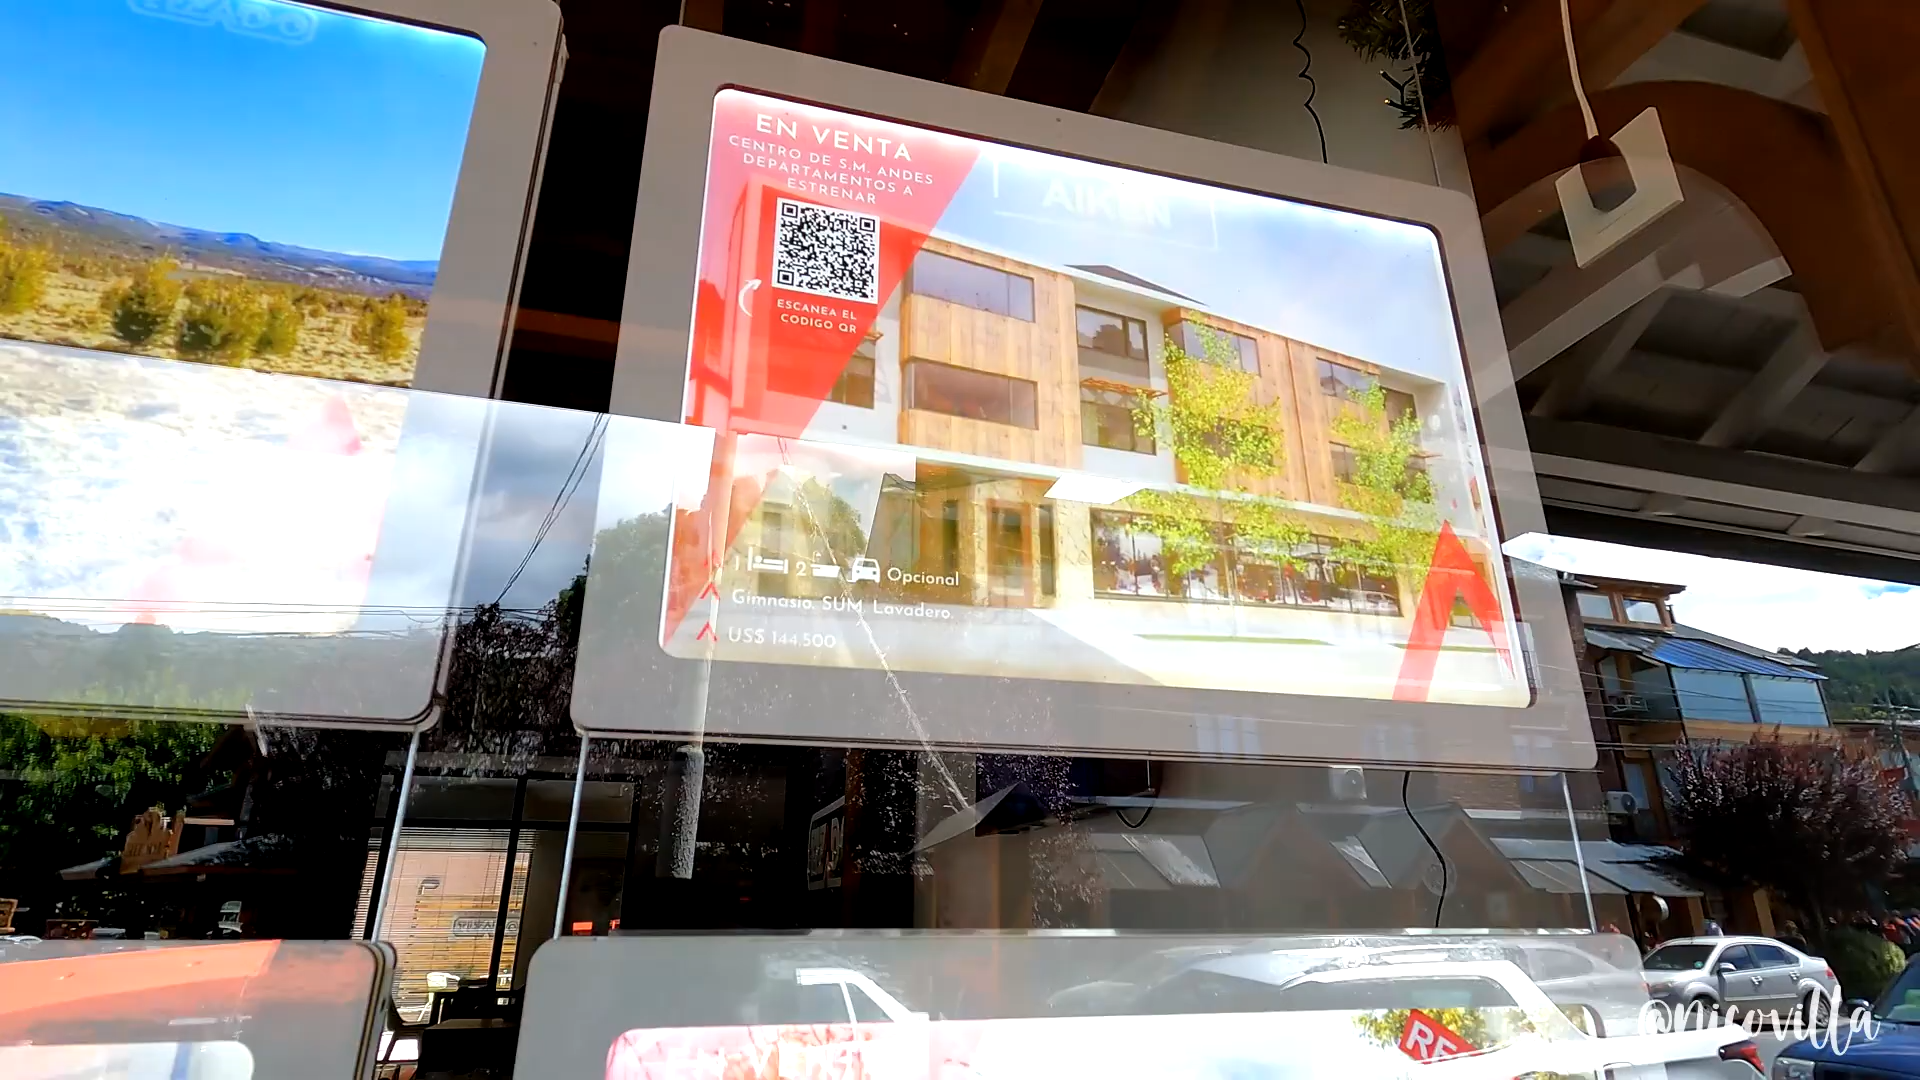 EN VENTA
CENTRO DE S.M. ANDES
DEPARTAMENTOS A
ESTRENAR
ESCANEA EL
CODIGO QR
AIKEN
1 2 Opcional
Gimnasio. SUM. Lavadero.
US$ 144.500
@nicovilla